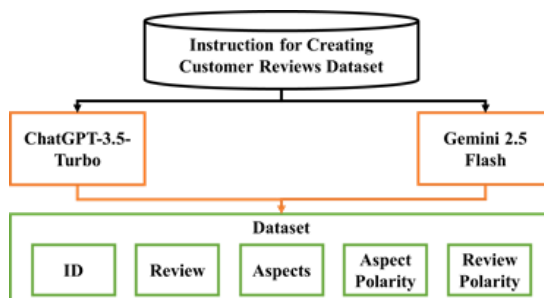 Instruction for Creating
Customer Reviews Dataset
ChatGPT-3.5-
Turbo
Gemini 2.5
Flash
Dataset
ID
Review
Aspects
Aspect
Polarity
Review
Polarity